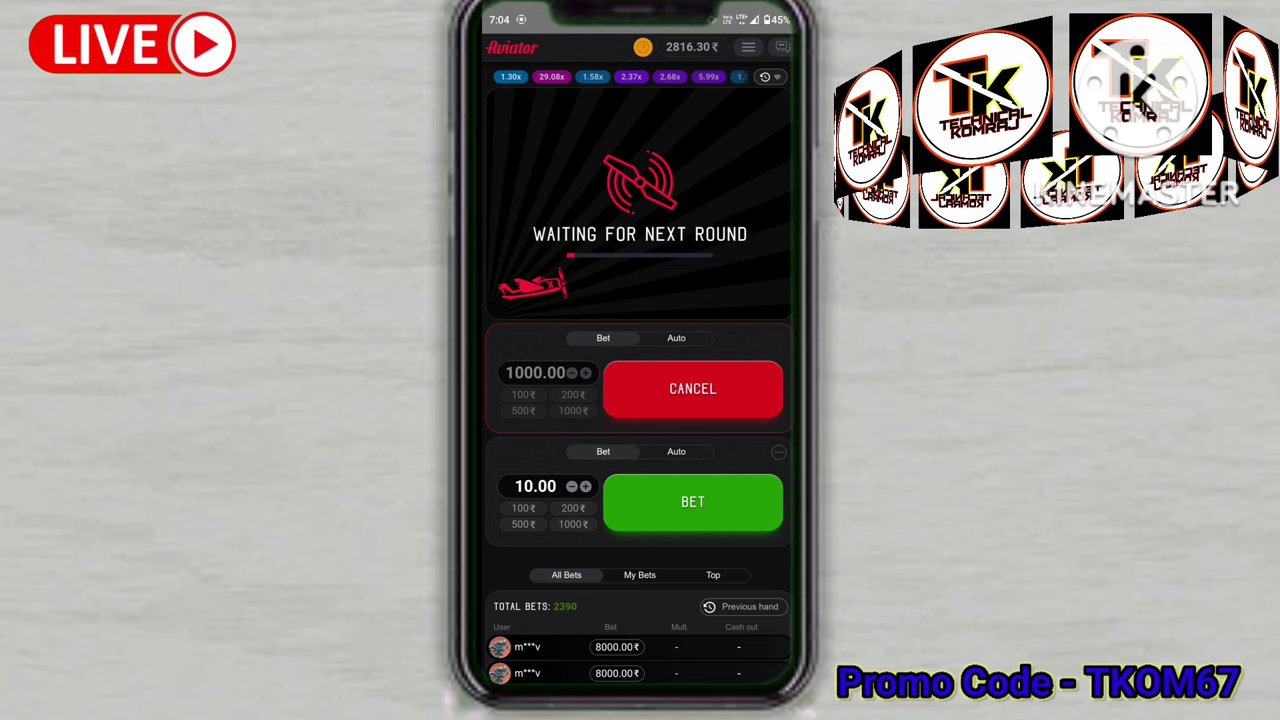 LIVE
7:04
45%
Aviator
2816.30₹
1.30x 29.08x 1.58x 2.37x 2.68x 5.99x
WAITING FOR NEXT ROUND
Bet Auto
1000.00
100₹ 200₹
500₹ 1000₹
CANCEL
Bet Auto
10.00
100₹ 200₹
500₹ 1000₹
BET
All Bets My Bets Top
TOTAL BETS: 2390
Previous hand
User Bet Mult. Cash out
m***v 8000.00₹ - -
m***v 8000.00₹ - -
TK
TECHNICAL
ROMRAJ
KINEMASTER
Promo Code - TKOM67